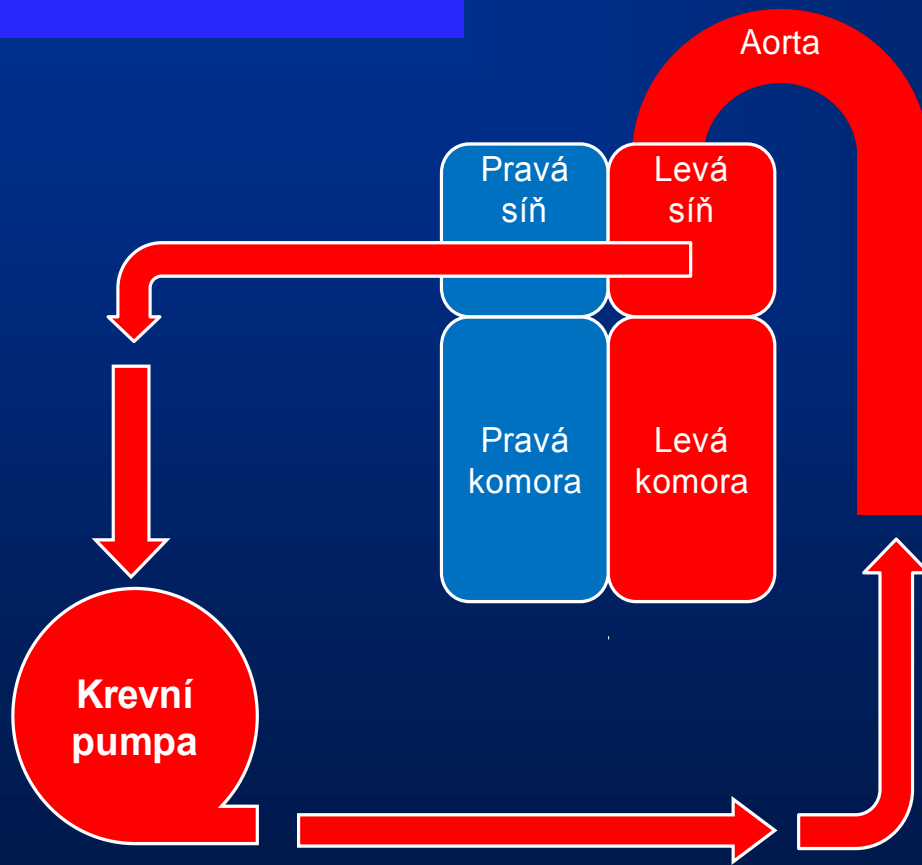 Aorta
Pravá
síň
Levá
síň
Pravá
komora
Levá
komora
Krevní
pumpa